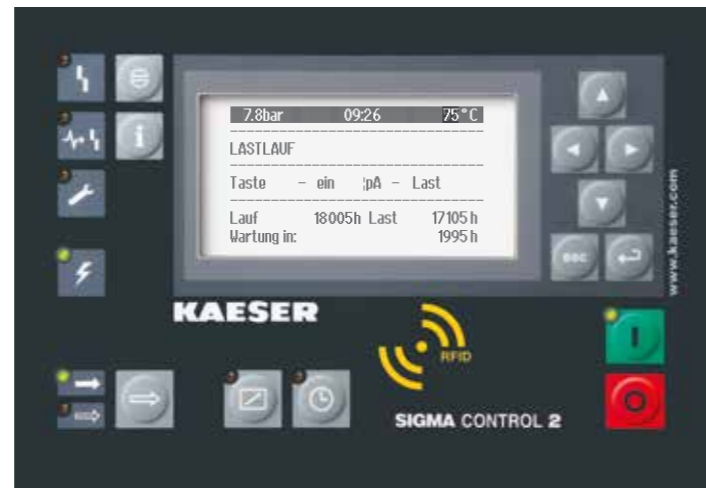 7.8bar 09:26 75°C
LASTLAUF
Taste - ein ¦pA - Last
Lauf 18005h Last 17105h
Wartung in: 1995h
esc
www.kaeser.com
KAESER
RFID
SIGMA CONTROL 2